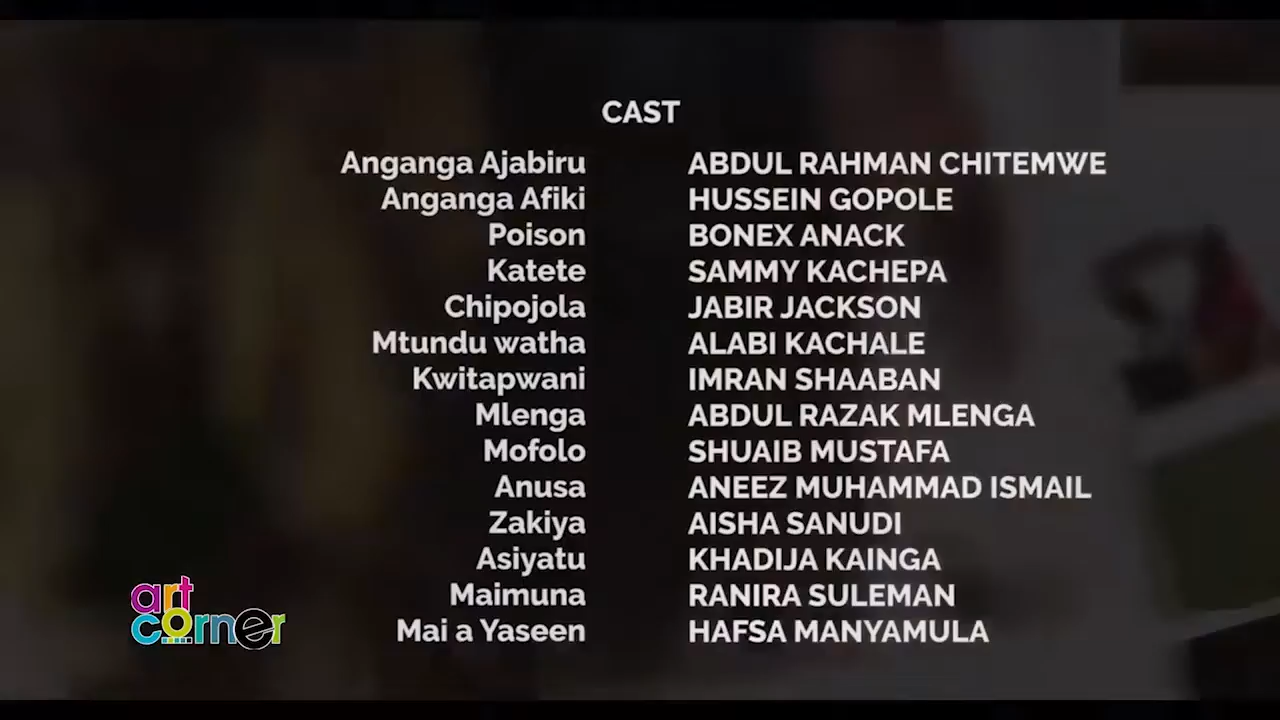 CAST
Anganga Ajabiru ABDUL RAHMAN CHITEMWE
Anganga Afiki HUSSEIN GOPOLE
Poison BONEX ANACK
Katete SAMMY KACHEPA
Chipojola JABIR JACKSON
Mtundu watha ALABI KACHALE
Kwitapwani IMRAN SHAABAN
Mlenga ABDUL RAZAK MLENGA
Mofolo SHUAIB MUSTAFA
Anusa ANEEZ MUHAMMAD ISMAIL
Zakiya AISHA SANUDI
Asiyatu KHADIJA KAINGA
Maimuna RANIRA SULEMAN
Mai a Yaseen HAFSA MANYAMULA
art
corner